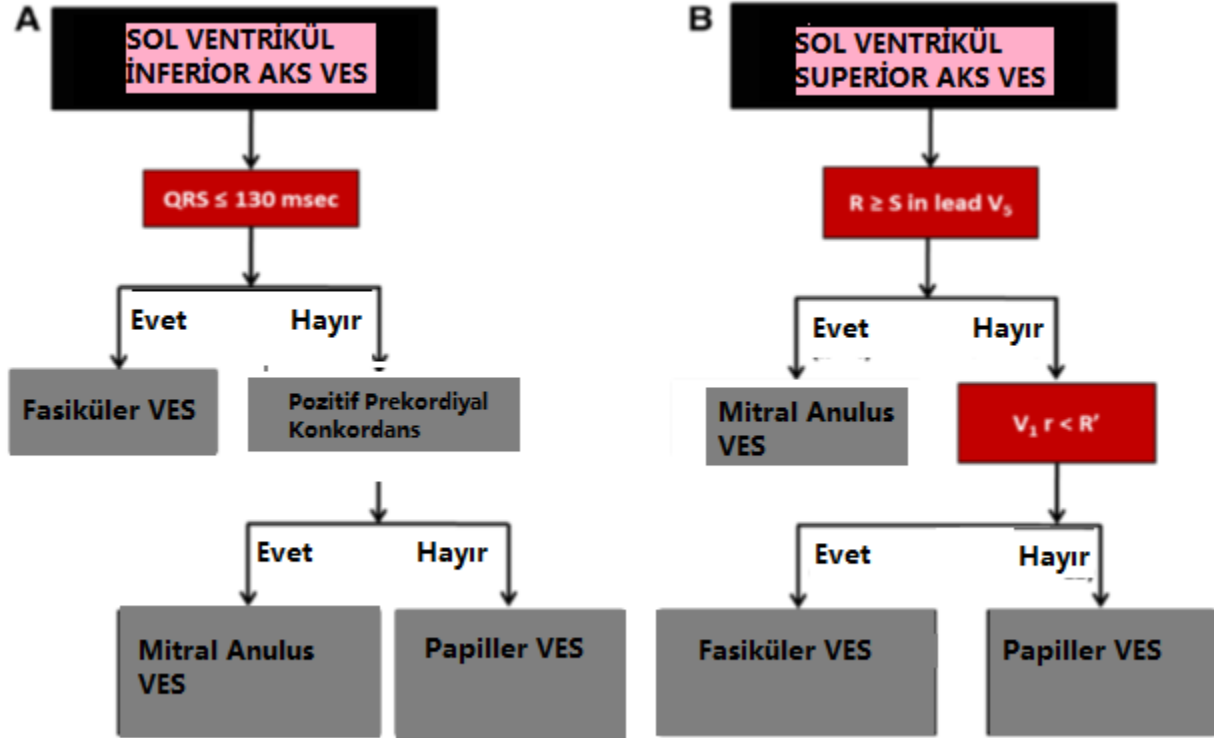 A
SOL VENTRİKÜL
İNFERİOR AKS VES
QRS ≤ 130 msec
Evet
Hayır
Fasiküler VES
Pozitif Prekordiyal
Konkordans
Evet
Hayır
Mitral Anulus
VES
Papiller VES
B
SOL VENTRİKÜL
SUPERİOR AKS VES
R ≥ S in lead V₅
Evet
Hayır
Mitral Anulus
VES
V₁ r < R’
Evet
Hayır
Fasiküler VES
Papiller VES